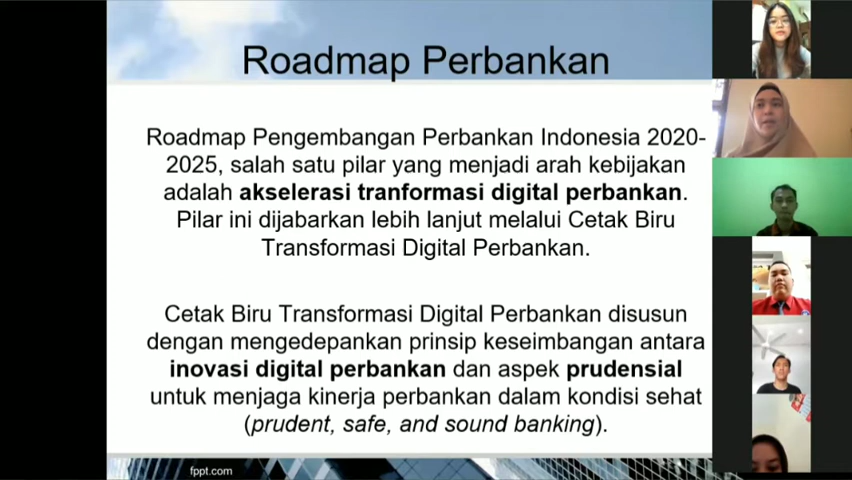 Roadmap Perbankan
Roadmap Pengembangan Perbankan Indonesia 2020-
2025, salah satu pilar yang menjadi arah kebijakan
adalah akselerasi tranformasi digital perbankan.
Pilar ini dijabarkan lebih lanjut melalui Cetak Biru
Transformasi Digital Perbankan.
Cetak Biru Transformasi Digital Perbankan disusun
dengan mengedepankan prinsip keseimbangan antara
inovasi digital perbankan dan aspek prudensial
untuk menjaga kinerja perbankan dalam kondisi sehat
(prudent, safe, and sound banking).
fppt.com